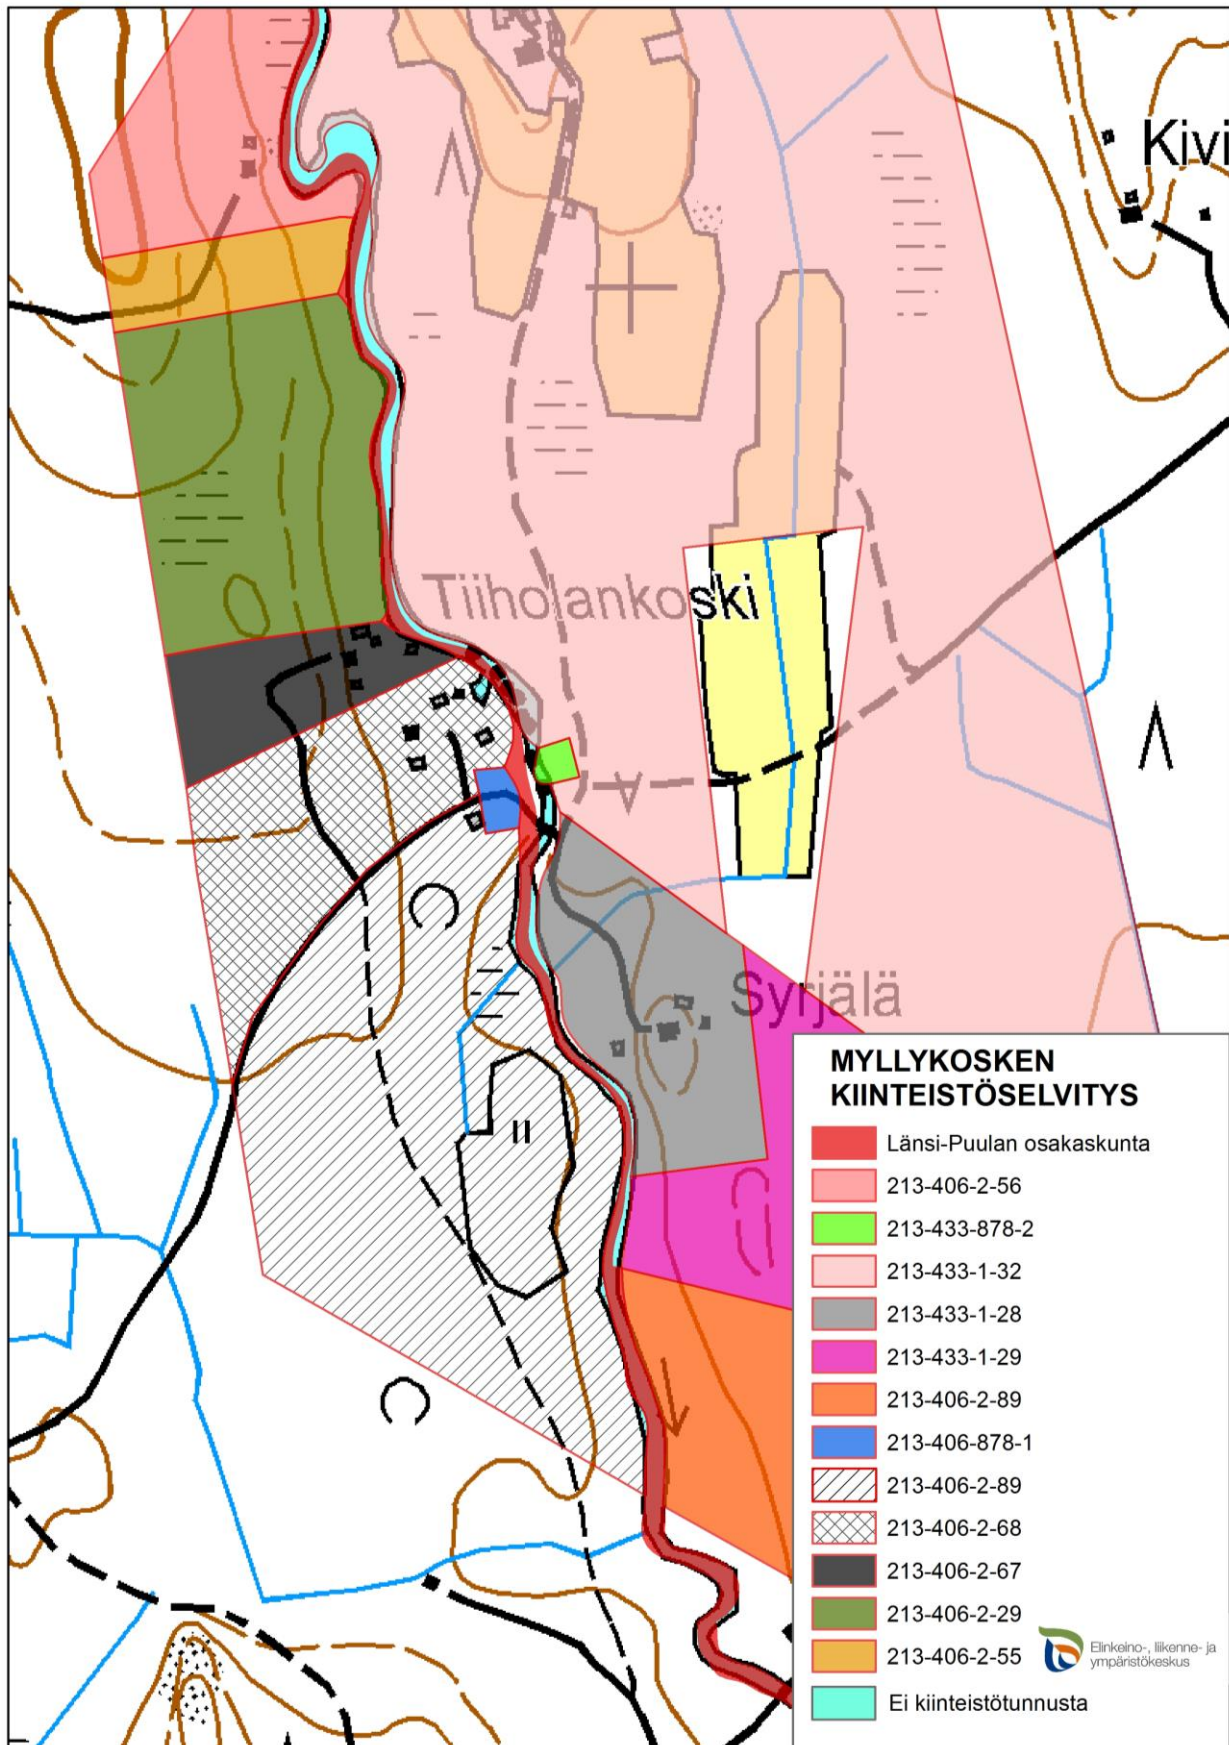 Kivi
Tiiholankoski
Syrjälä
II
MYLLYKOSKEN
KIINTEISTÖSELVITYS
Länsi-Puulan osakaskunta
213-406-2-56
213-433-878-2
213-433-1-32
213-433-1-28
213-433-1-29
213-406-2-89
213-406-878-1
213-406-2-89
213-406-2-68
213-406-2-67
213-406-2-29
213-406-2-55
Elinkeino-, liikenne- ja
ympäristökeskus
Ei kiinteistötunnusta